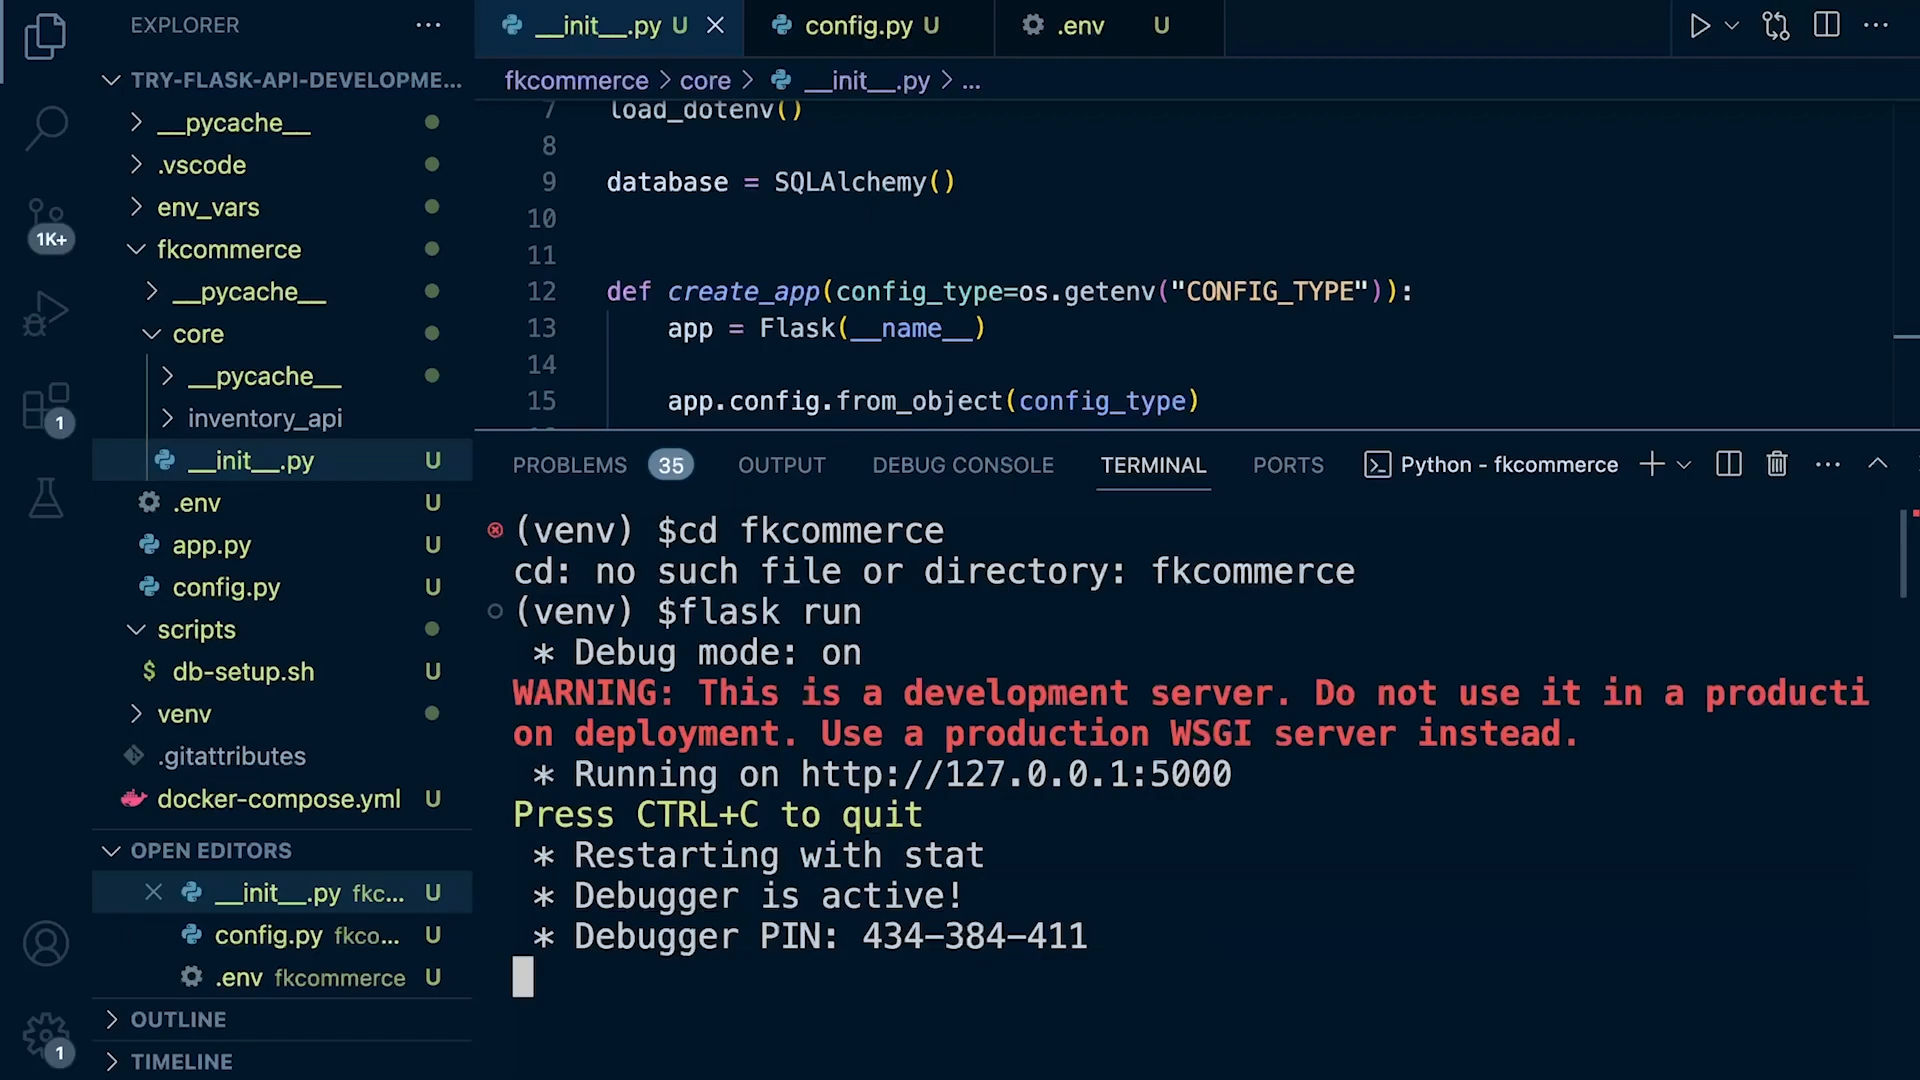 EXPLORER
TRY-FLASK-API-DEVELOPME...
__pycache__
.vscode
env_vars
fkcommerce
__pycache__
core
__pycache__
inventory_api
__init__.py U
.env U
app.py U
config.py U
scripts
$ db-setup.sh U
venv
.gitattributes
docker-compose.yml U
OPEN EDITORS
__init__.py fkc... U
config.py fkco... U
.env fkcommerce U
OUTLINE
TIMELINE
1K+
1
1
__init__.py U
config.py U
.env U
fkcommerce > core > __init__.py > ...
7 load_dotenv()
8
9 database = SQLAlchemy()
10
11
12 def create_app(config_type=os.getenv("CONFIG_TYPE")):
13 app = Flask(__name__)
14
15 app.config.from_object(config_type)
PROBLEMS 35 OUTPUT DEBUG CONSOLE TERMINAL PORTS Python - fkcommerce
(venv) $cd fkcommerce
cd: no such file or directory: fkcommerce
(venv) $flask run
* Debug mode: on
WARNING: This is a development server. Do not use it in a producti
on deployment. Use a production WSGI server instead.
* Running on http://127.0.0.1:5000
Press CTRL+C to quit
* Restarting with stat
* Debugger is active!
* Debugger PIN: 434-384-411